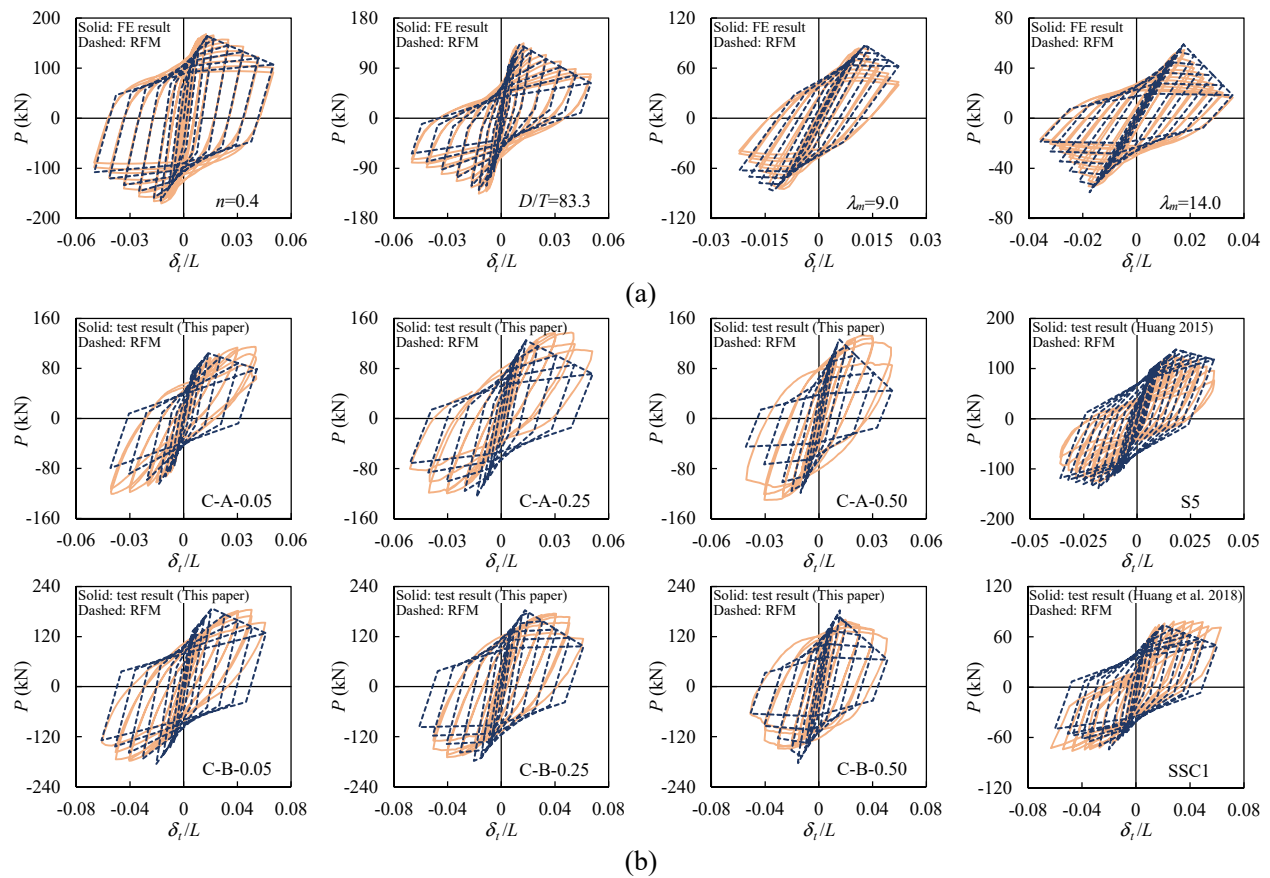 Solid: FE result
Dashed: RFM
P (kN)
200
100
0
-100
-200
-0.06 -0.03 0 0.03 0.06
δt/L
n=0.4
Solid: FE result
Dashed: RFM
P (kN)
180
90
0
-90
-180
-0.06 -0.03 0 0.03 0.06
δt/L
D/T=83.3
Solid: FE result
Dashed: RFM
P (kN)
120
60
0
-60
-120
-0.03 -0.015 0 0.015 0.03
δt/L
λm=9.0
Solid: FE result
Dashed: RFM
P (kN)
80
40
0
-40
-80
-0.04 -0.02 0 0.02 0.04
δt/L
λm=14.0
(a)
Solid: test result (This paper)
Dashed: RFM
P (kN)
160
80
0
-80
-160
-0.06 -0.03 0 0.03 0.06
δt/L
C-A-0.05
Solid: test result (This paper)
Dashed: RFM
P (kN)
160
80
0
-80
-160
-0.06 -0.03 0 0.03 0.06
δt/L
C-A-0.25
Solid: test result (This paper)
Dashed: RFM
P (kN)
160
80
0
-80
-160
-0.06 -0.03 0 0.03 0.06
δt/L
C-A-0.50
Solid: test result (Huang 2015)
Dashed: RFM
P (kN)
200
100
0
-100
-200
-0.05 -0.025 0 0.025 0.05
δt/L
S5
Solid: test result (This paper)
Dashed: RFM
P (kN)
240
120
0
-120
-240
-0.08 -0.04 0 0.04 0.08
δt/L
C-B-0.05
Solid: test result (This paper)
Dashed: RFM
P (kN)
240
120
0
-120
-240
-0.08 -0.04 0 0.04 0.08
δt/L
C-B-0.25
Solid: test result (This paper)
Dashed: RFM
P (kN)
240
120
0
-120
-240
-0.08 -0.04 0 0.04 0.08
δt/L
C-B-0.50
Solid: test result (Huang et al. 2018)
Dashed: RFM
P (kN)
120
60
0
-60
-120
-0.08 -0.04 0 0.04 0.08
δt/L
SSC1
(b)